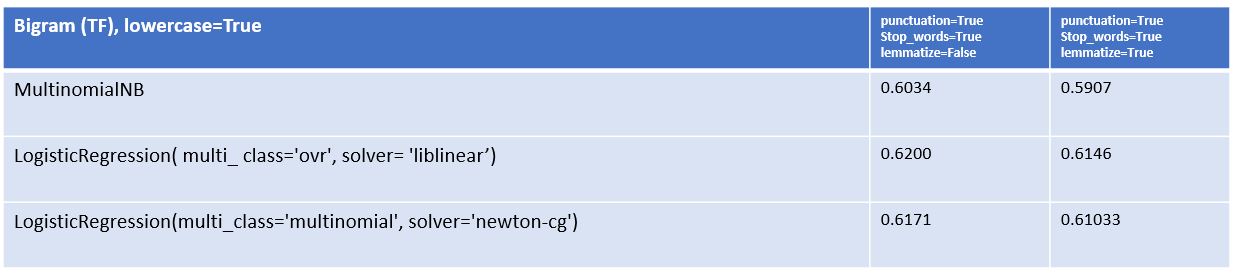 Bigram (TF), lowercase=True
punctuation=True
Stop_words=True
lemmatize=False
punctuation=True
Stop_words=True
lemmatize=True
MultinomialNB
0.6034
0.5907
LogisticRegression( multi_ class='ovr', solver= 'liblinear’)
0.6200
0.6146
LogisticRegression(multi_class='multinomial', solver='newton-cg')
0.6171
0.61033